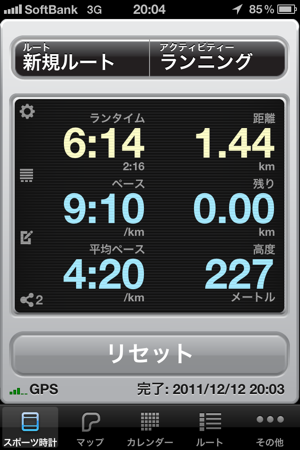 SoftBank 3G 20:04 85%
ルート アクティビティー
新規ルート ランニング
ランタイム 距離
6:14 1.44
2:16 km
ペース 残り
9:10 0.00
/km km
平均ペース 高度
4:20 227
/km メートル
2
リセット
GPS 完了: 2011/12/12 20:03
スポーツ時計 マップ カレンダー ルート その他